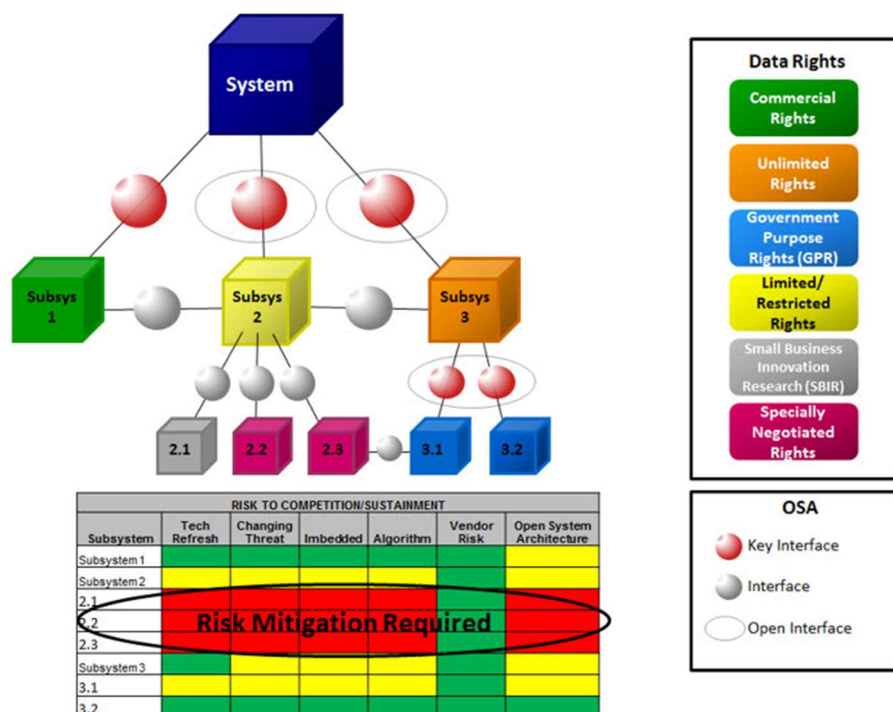 System
Subsys
1
Subsys
2
Subsys
3
2.1
2.2
2.3
3.1
3.2
Data Rights
Commercial
Rights
Unlimited
Rights
Government
Purpose
Rights (GPR)
Limited/
Restricted
Rights
Small Business
Innovation
Research (SBIR)
Specially
Negotiated
Rights
OSA
Key Interface
Interface
Open Interface
RISK TO COMPETITION/SUSTAINMENT
Subsystem Tech Refresh Changing Threat Imbedded Algorithm Vendor Risk Open System Architecture
Subsystem 1
Subsystem 2
2.1
2.2
2.3
Risk Mitigation Required
Subsystem 3
3.1
3.2